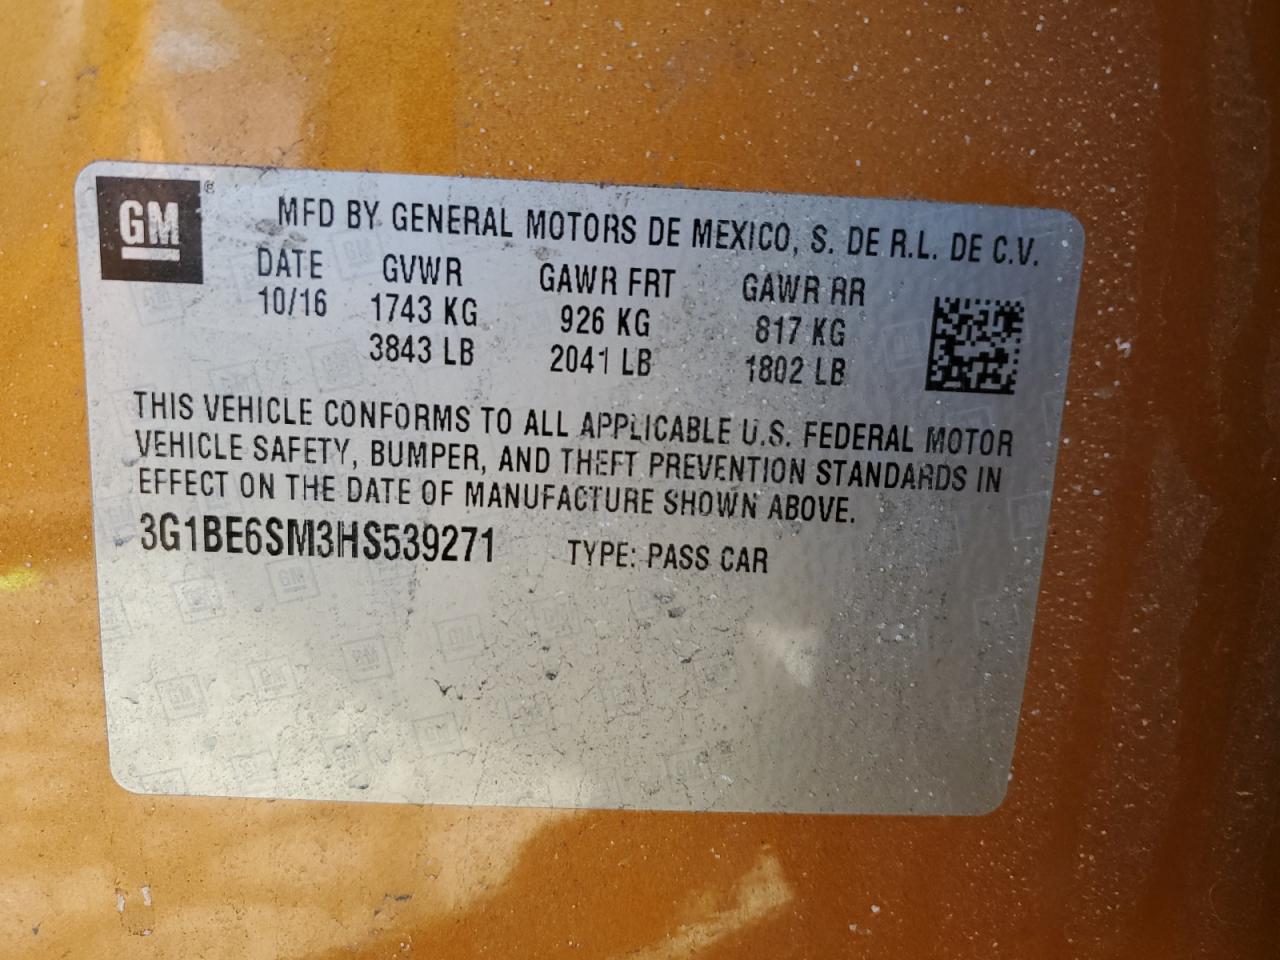 GM ®
MFD BY GENERAL MOTORS DE MEXICO, S. DE R.L. DE C.V.
DATE GVWR GAWR FRT GAWR RR
10/16 1743 KG 926 KG 817 KG
3843 LB 2041 LB 1802 LB
THIS VEHICLE CONFORMS TO ALL APPLICABLE U.S. FEDERAL MOTOR
VEHICLE SAFETY, BUMPER, AND THEFT PREVENTION STANDARDS IN
EFFECT ON THE DATE OF MANUFACTURE SHOWN ABOVE.
3G1BE6SM3HS539271 TYPE: PASS CAR